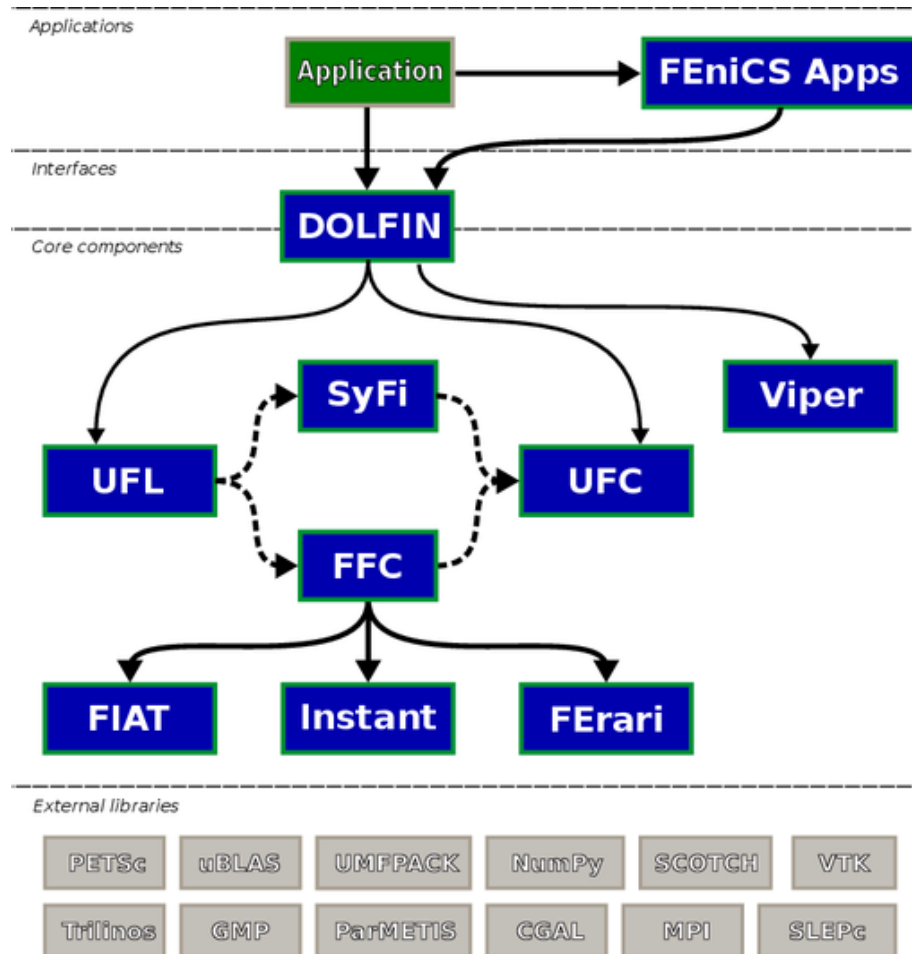 Applications
Application
FEniCS Apps
Interfaces
DOLFIN
Core components
SyFi
Viper
UFL
UFC
FFC
FIAT
Instant
FErari
External libraries
PETSc
uBLAS
UMFPACK
NumPy
SCOTCH
VTK
Trilinos
GMP
ParMETIS
CGAL
MPI
SLEPc